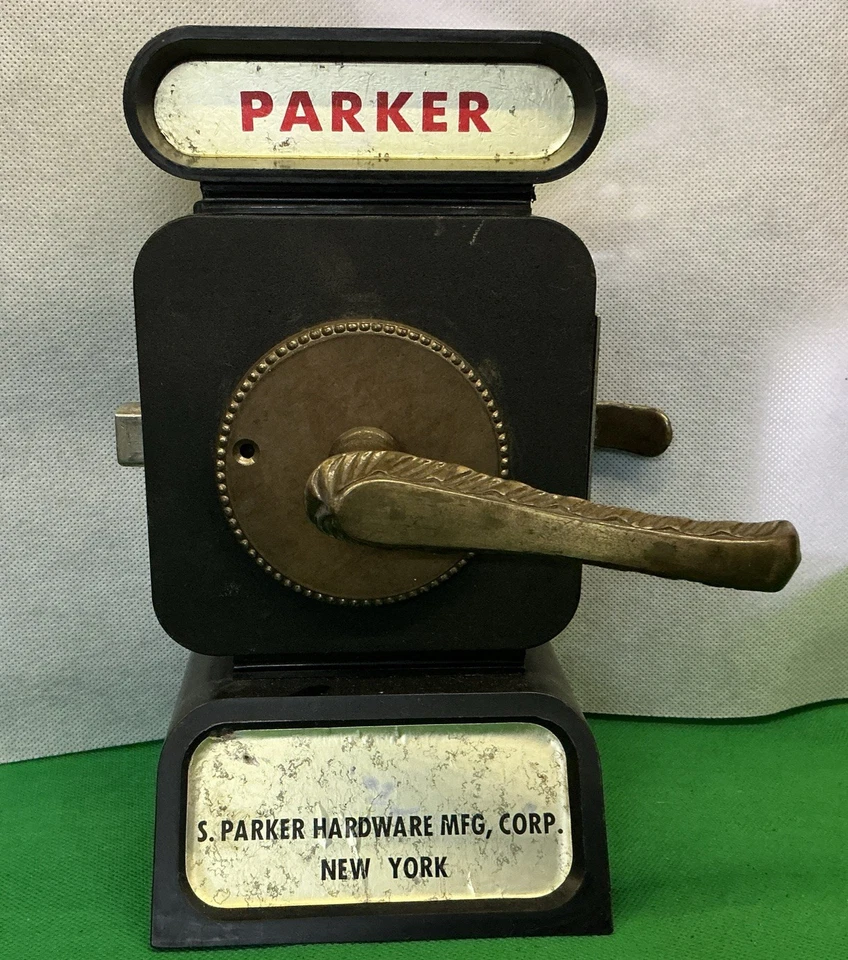 PARKER
S. PARKER HARDWARE MFG, CORP.
NEW YORK